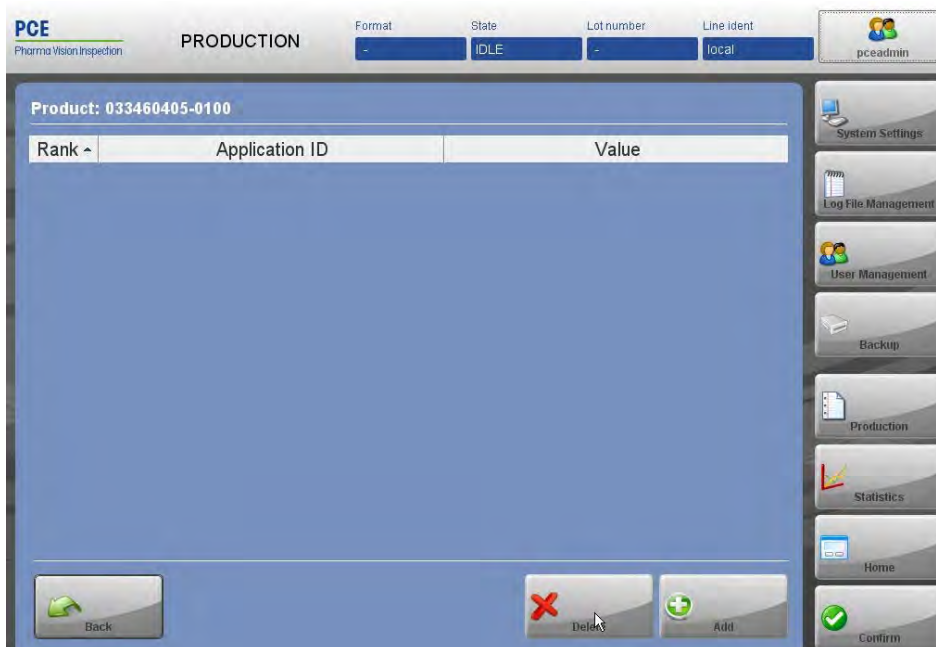 PCE
Pharma Vision Inspection
PRODUCTION
Format
State
Lot number
Line ident
-
IDLE
-
local
pceadmin
Product: 033460405-0100
Rank
Application ID
Value
System Settings
Log File Management
User Management
Backup
Production
Statistics
Home
Confirm
Back
Delete
Add